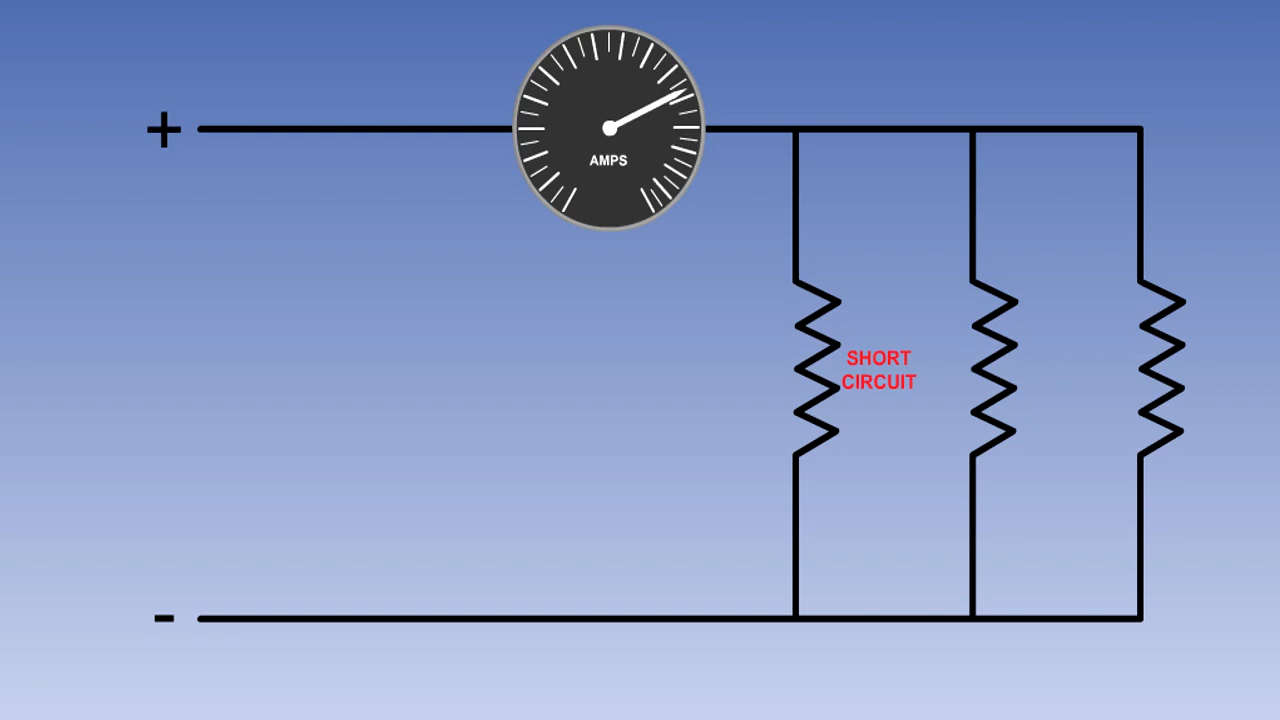 +
AMPS
SHORT
CIRCUIT
-